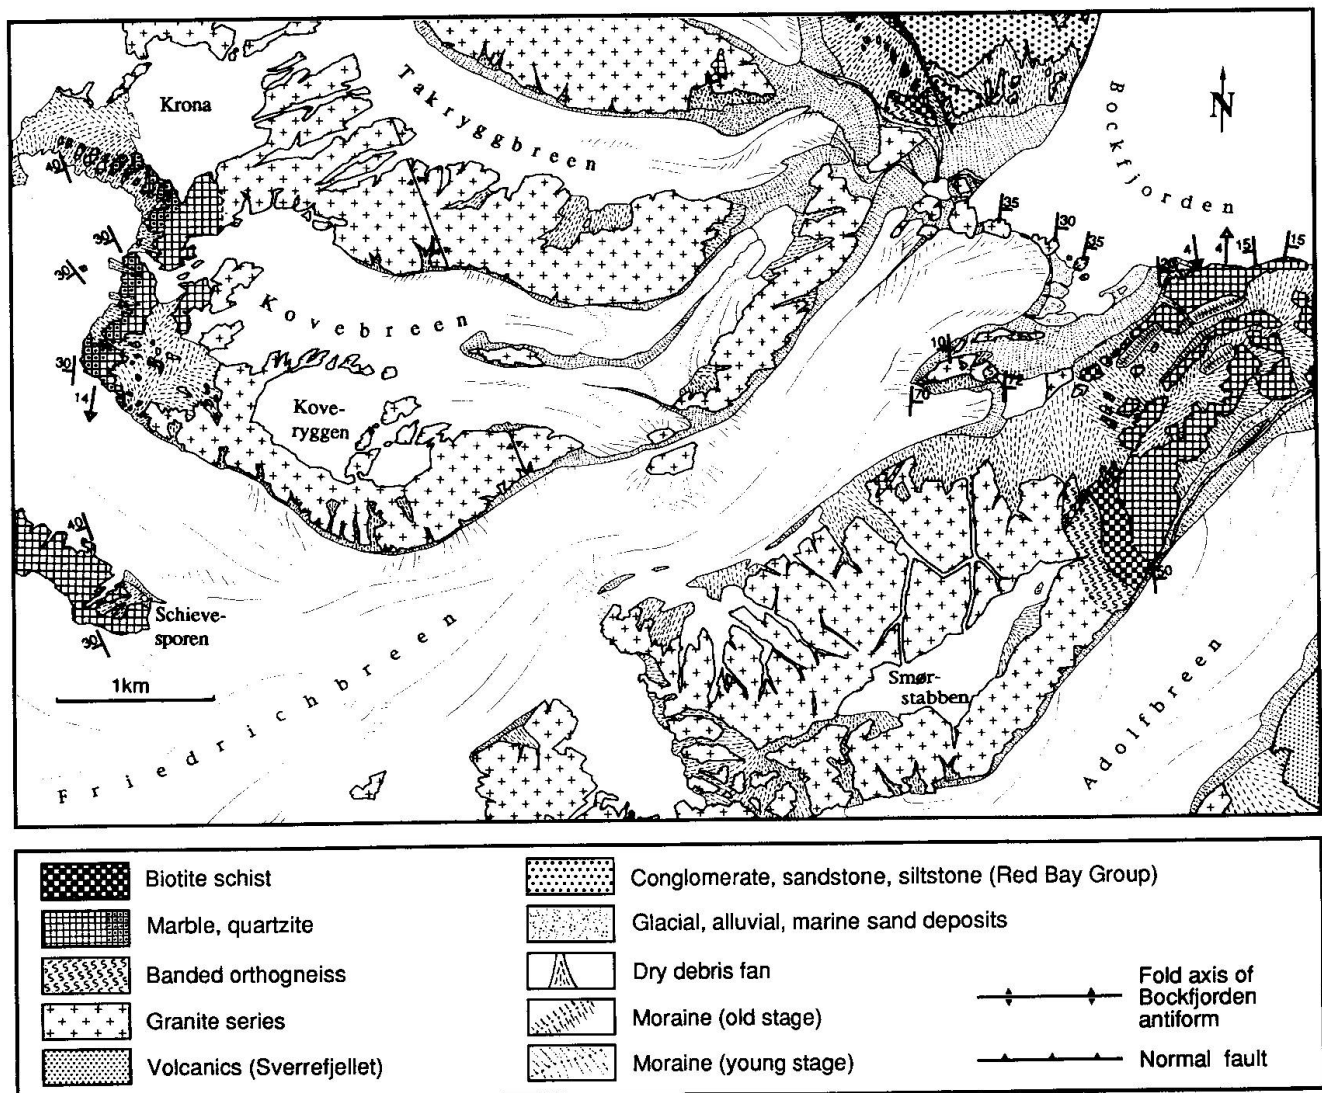 Krona
Takryggbreen
Bockfjorden
N
40
35
30
35
4
4
15
15
30
30
Kovebreen
10
30
14
70
72
Kove-
ryggen
40
50
Schieve-
sporen
30
1km
Friedrichbreen
Smør-
stabben
Adolfbreen
Biotite schist
Marble, quartzite
Banded orthogneiss
Granite series
Volcanics (Sverrefjellet)
Conglomerate, sandstone, siltstone (Red Bay Group)
Glacial, alluvial, marine sand deposits
Dry debris fan
Moraine (old stage)
Moraine (young stage)
Fold axis of
Bockfjorden
antiform
Normal fault